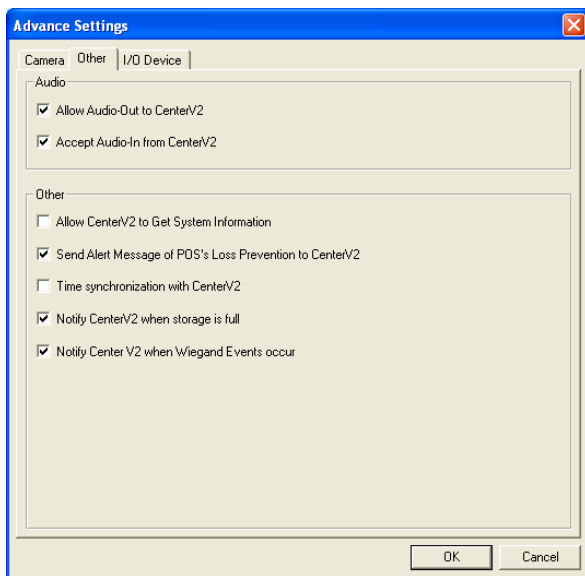 Advance Settings
Camera Other I/O Device
Audio
Allow Audio-Out to CenterV2
Accept Audio-In from CenterV2
Other
Allow CenterV2 to Get System Information
Send Alert Message of POS's Loss Prevention to CenterV2
Time synchronization with CenterV2
Notify CenterV2 when storage is full
Notify Center V2 when Wiegand Events occur
OK Cancel